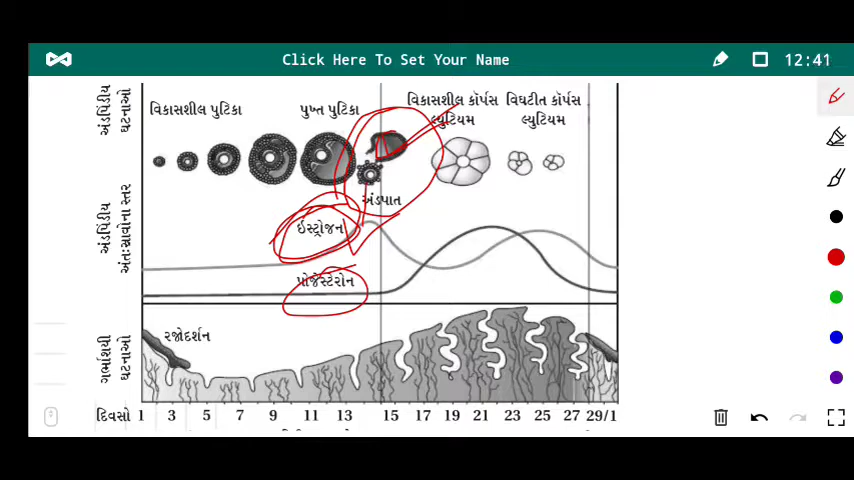 Click Here To Set Your Name
12:41
અંડપિંડીય ઘટનાઓ
વિકાસશીલ પુટિકા
પુખ્ત પુટિકા
વિકાસશીલ કૉર્પસ
લ્યુટિયમ
વિઘટીત કૉર્પસ
લ્યુટિયમ
અંડપાત
અંડપિંડીય અંતઃસ્ત્રાવોના સ્તર
ઈસ્ટ્રોજન
પ્રોજેસ્ટેરોન
ગર્ભાશયી ઘટનાઓ
રજોદર્શન
દિવસો 1 3 5 7 9 11 13 15 17 19 21 23 25 27 29/1